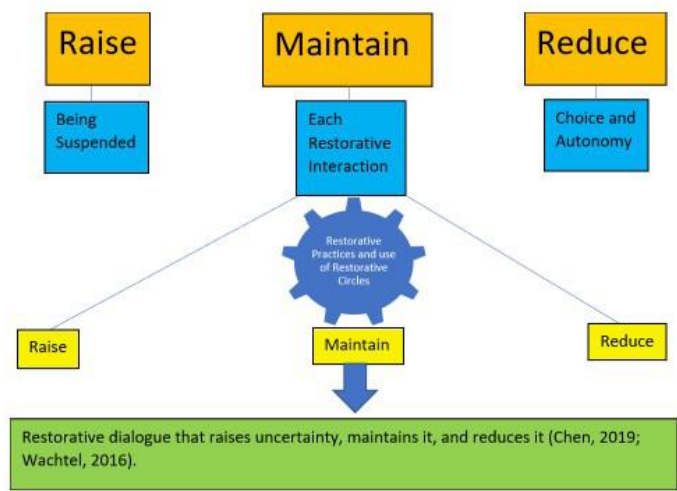 Raise
Maintain
Reduce
Being
Suspended
Each
Restorative
Interaction
Choice and
Autonomy
Restorative
Practices and use
of Restorative
Circles
Raise
Maintain
Reduce
Restorative dialogue that raises uncertainty, maintains it, and reduces it (Chen, 2019;
Wachtel, 2016).